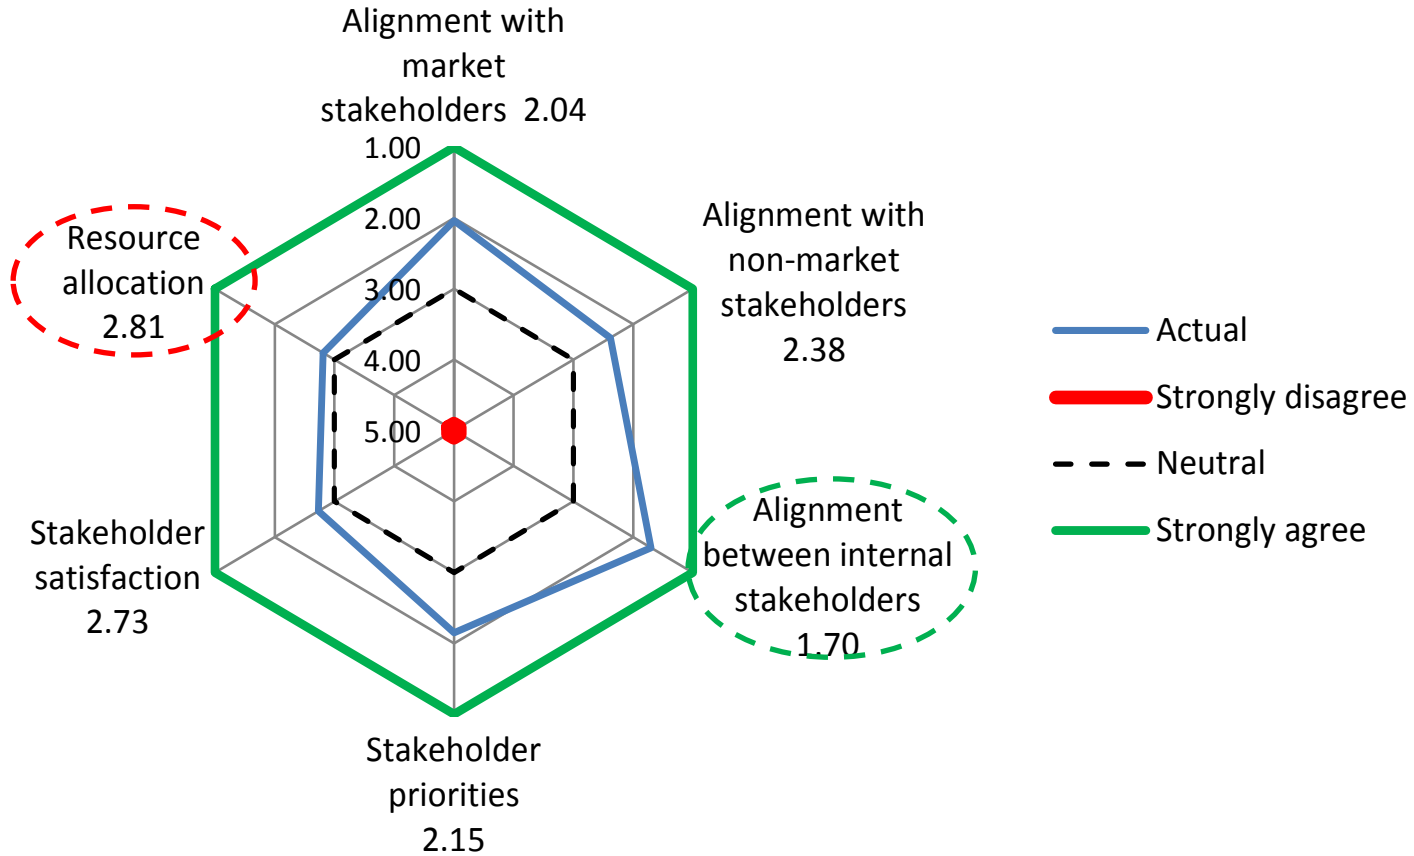 Alignment with
market
stakeholders 2.04
1.00
2.00
3.00
4.00
5.00
Alignment with
non-market
stakeholders
2.38
Alignment
between internal
stakeholders
1.70
Stakeholder
priorities
2.15
Stakeholder
satisfaction
2.73
Resource
allocation
2.81
Actual
Strongly disagree
Neutral
Strongly agree